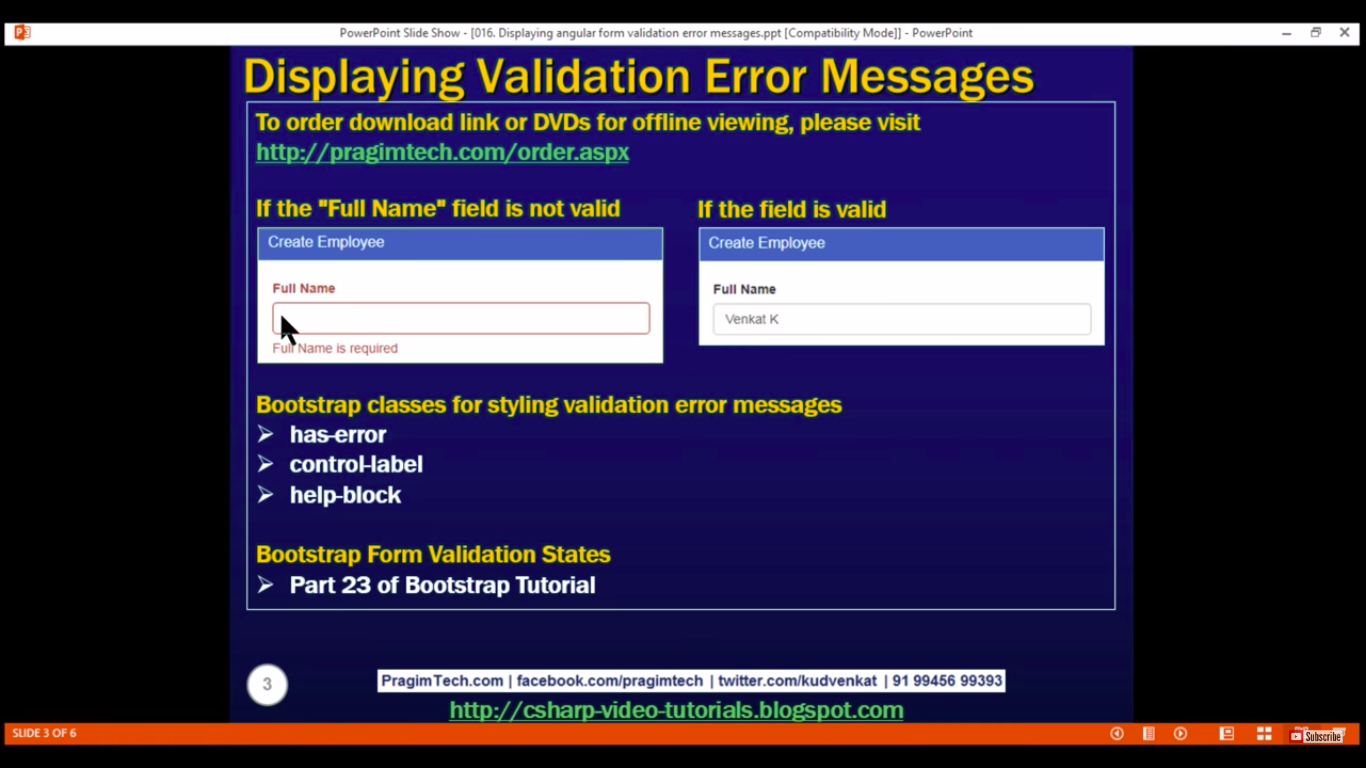 PowerPoint Slide Show - [016. Displaying angular form validation error messages.ppt [Compatibility Mode]] - PowerPoint
Displaying Validation Error Messages
To order download link or DVDs for offline viewing, please visit
http://pragimtech.com/order.aspx
If the "Full Name" field is not valid
Create Employee
Full Name
Full Name is required
If the field is valid
Create Employee
Full Name
Venkat K
Bootstrap classes for styling validation error messages
has-error
control-label
help-block
Bootstrap Form Validation States
Part 23 of Bootstrap Tutorial
3
PragimTech.com | facebook.com/pragimtech | twitter.com/kudvenkat | 91 99456 99393
http://csharp-video-tutorials.blogspot.com
SLIDE 3 OF 6
Subscribe